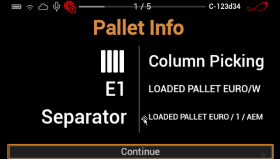 1 / 5
C-123d34
Pallet Info
Column Picking
E1
LOADED PALLET EURO/W
Separator
LOADED PALLET EURO / 1 / AEM
Continue